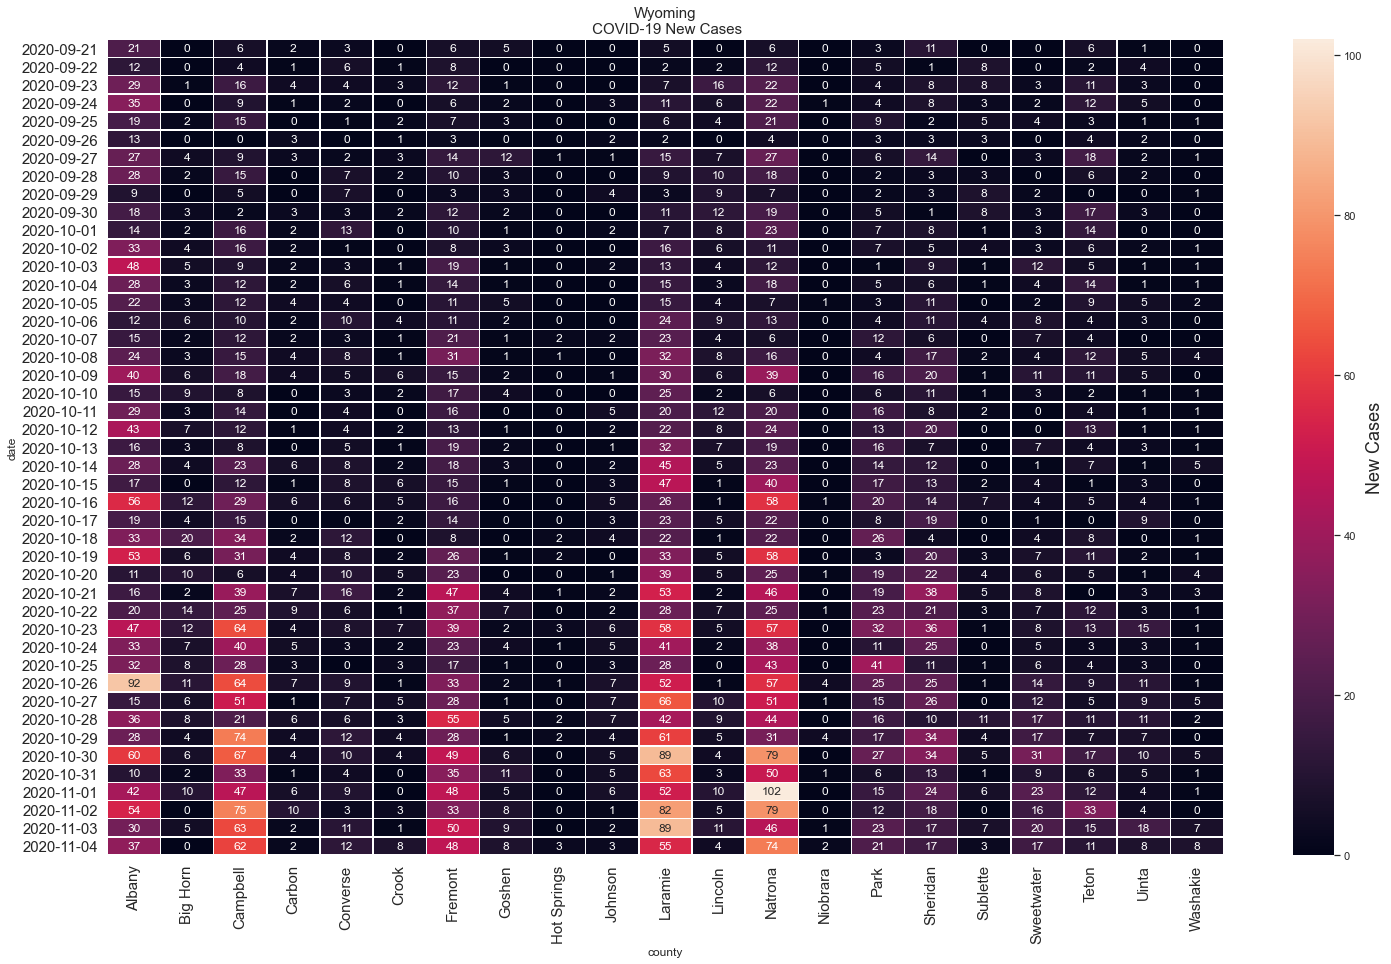 Wyoming
COVID-19 New Cases
2020-09-21 21 0 6 2 3 0 6 5 0 0 5 0 6 0 3 11 0 0 6 1 0
2020-09-22 12 0 4 1 6 1 8 0 0 0 2 2 12 0 5 1 8 0 2 4 0
2020-09-23 29 1 16 4 4 3 12 1 0 0 7 16 22 0 4 8 8 3 11 3 0
2020-09-24 35 0 9 1 2 0 6 2 0 3 11 6 22 1 4 8 3 2 12 5 0
2020-09-25 19 2 15 0 1 2 7 3 0 0 6 4 21 0 9 2 5 4 3 1 1
2020-09-26 13 0 0 3 0 1 3 0 0 2 2 0 4 0 3 3 3 0 4 2 0
2020-09-27 27 4 9 3 2 3 14 12 1 1 15 7 27 0 6 14 0 3 18 2 1
2020-09-28 28 2 15 0 7 2 10 3 0 0 9 10 18 0 2 3 3 0 6 2 0
2020-09-29 9 0 5 0 7 0 3 3 0 4 3 9 7 0 2 3 8 2 0 0 1
2020-09-30 18 3 2 3 3 2 12 2 0 0 11 12 19 0 5 1 8 3 17 3 0
2020-10-01 14 2 16 2 13 0 10 1 0 2 7 8 23 0 7 8 1 3 14 0 0
2020-10-02 33 4 16 2 1 0 8 3 0 0 16 6 11 0 7 5 4 3 6 2 1
2020-10-03 48 5 9 2 3 1 19 1 0 2 13 4 12 0 1 9 1 12 5 1 1
2020-10-04 28 3 12 2 6 1 14 1 0 2 15 3 18 0 5 6 1 4 14 1 1
2020-10-05 22 3 12 4 4 0 11 5 0 0 15 4 7 1 3 11 0 2 9 5 2
2020-10-06 12 6 10 2 10 4 11 2 0 0 24 9 13 0 4 11 4 8 4 3 0
2020-10-07 15 2 12 2 3 1 21 1 2 2 23 4 6 0 12 6 0 7 4 0 0
2020-10-08 24 3 15 4 8 1 31 1 1 0 32 8 16 0 4 17 2 4 12 5 4
2020-10-09 40 6 18 4 5 6 15 2 0 1 30 6 39 0 16 20 1 11 11 5 0
2020-10-10 15 9 8 0 3 2 17 4 0 0 25 2 6 0 6 11 1 3 2 1 1
2020-10-11 29 3 14 0 4 0 16 0 0 5 20 12 20 0 16 8 2 0 4 1 1
2020-10-12 43 7 12 1 4 2 13 1 0 2 22 8 24 0 13 20 0 0 13 1 1
2020-10-13 16 3 8 0 5 1 19 2 0 1 32 7 19 0 16 7 0 7 4 3 1
2020-10-14 28 4 23 6 8 2 18 3 0 2 45 5 23 0 14 12 0 1 7 1 5
2020-10-15 17 0 12 1 8 6 15 1 0 3 47 1 40 0 17 13 2 4 1 3 0
2020-10-16 56 12 29 6 6 5 16 0 0 5 26 1 58 1 20 14 7 4 5 4 1
2020-10-17 19 4 15 0 0 2 14 0 0 3 23 5 22 0 8 19 0 1 0 9 0
2020-10-18 33 20 34 2 12 0 8 0 2 4 22 1 22 0 26 4 0 4 8 0 1
2020-10-19 53 6 31 4 8 2 26 1 2 0 33 5 58 0 3 20 3 7 11 2 1
2020-10-20 11 10 6 4 10 5 23 0 0 1 39 5 25 1 19 22 4 6 5 1 4
2020-10-21 16 2 39 7 16 2 47 4 1 2 53 2 46 0 19 38 5 8 0 3 3
2020-10-22 20 14 25 9 6 1 37 7 0 2 28 7 25 1 23 21 3 7 12 3 1
2020-10-23 47 12 64 4 8 7 39 2 3 6 58 5 57 0 32 36 1 8 13 15 1
2020-10-24 33 7 40 5 3 2 23 4 1 5 41 2 38 0 11 25 0 5 3 3 1
2020-10-25 32 8 28 3 0 3 17 1 0 3 28 0 43 0 41 11 1 6 4 3 0
2020-10-26 92 11 64 7 9 1 33 2 1 7 52 1 57 4 25 25 1 14 9 11 1
2020-10-27 15 6 51 1 7 5 28 1 0 7 66 10 51 1 15 26 0 12 5 9 5
2020-10-28 36 8 21 6 6 3 55 5 2 7 42 9 44 0 16 10 11 17 11 11 2
2020-10-29 28 4 74 4 12 4 28 1 2 4 61 5 31 4 17 34 4 17 7 7 0
2020-10-30 60 6 67 4 10 4 49 6 0 5 89 4 79 0 27 34 5 31 17 10 5
2020-10-31 10 2 33 1 4 0 35 11 0 5 63 3 50 1 6 13 1 9 6 5 1
2020-11-01 42 10 47 6 9 0 48 5 0 6 52 10 102 0 15 24 6 23 12 4 1
2020-11-02 54 0 75 10 3 3 33 8 0 1 82 5 79 0 12 18 0 16 33 4 0
2020-11-03 30 5 63 2 11 1 50 9 0 2 89 11 46 1 23 17 7 20 15 18 7
2020-11-04 37 0 62 2 12 8 48 8 3 3 55 4 74 2 21 17 3 17 11 8 8
date
Albany Big Horn Campbell Carbon Converse Crook Fremont Goshen Hot Springs Johnson Laramie Lincoln Natrona Niobrara Park Sheridan Sublette Sweetwater Teton Uinta Washakie
county
100
80
60
40
20
0
New Cases